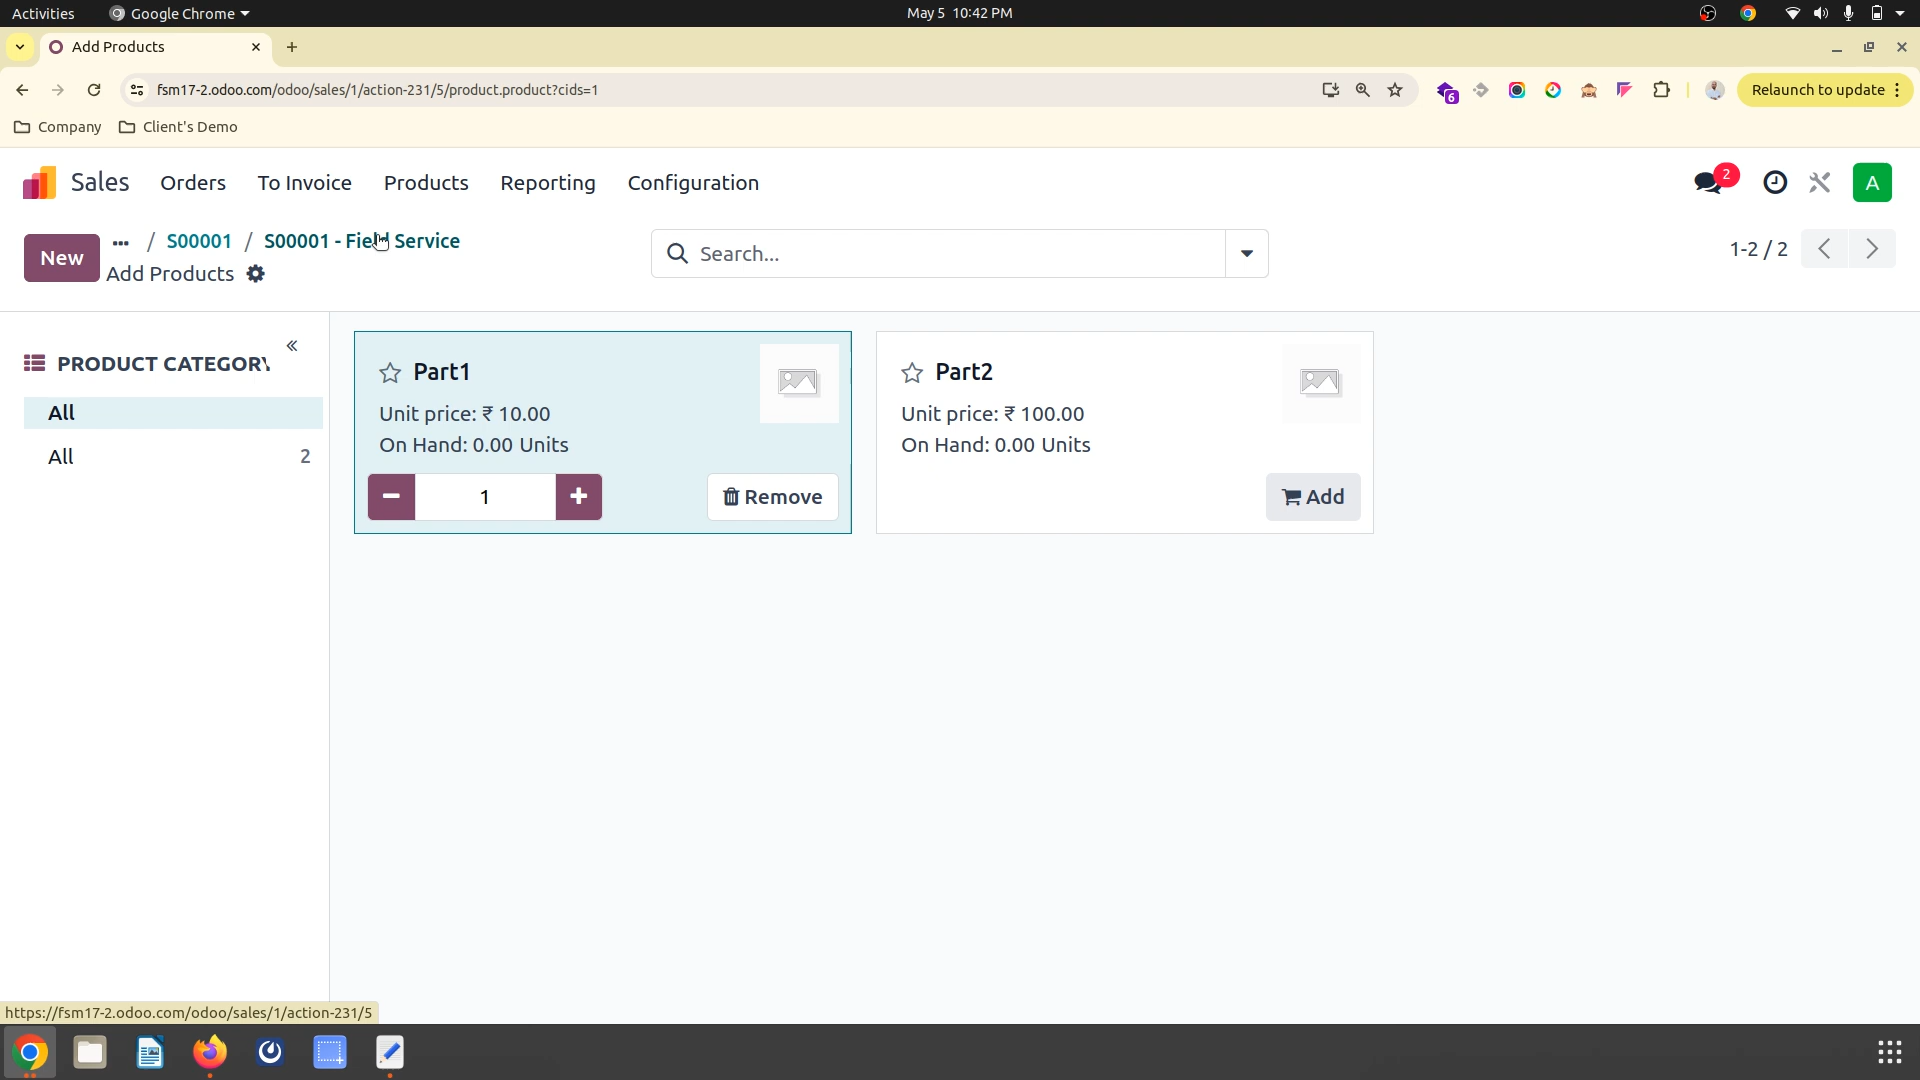 Activities
Google Chrome
May 5 10:42 PM
Add Products
fsm17-2.odoo.com/odoo/sales/1/action-231/5/product.product?cids=1
6
Relaunch to update
Company
Client's Demo
Sales
Orders
To Invoice
Products
Reporting
Configuration
2
A
New
... / S00001 / S00001 - Field Service
Add Products
Search...
1-2 / 2
PRODUCT CATEGORY
All
All 2
Part1
Unit price: ₹ 10.00
On Hand: 0.00 Units
1
Remove
Part2
Unit price: ₹ 100.00
On Hand: 0.00 Units
Add
https://fsm17-2.odoo.com/odoo/sales/1/action-231/5